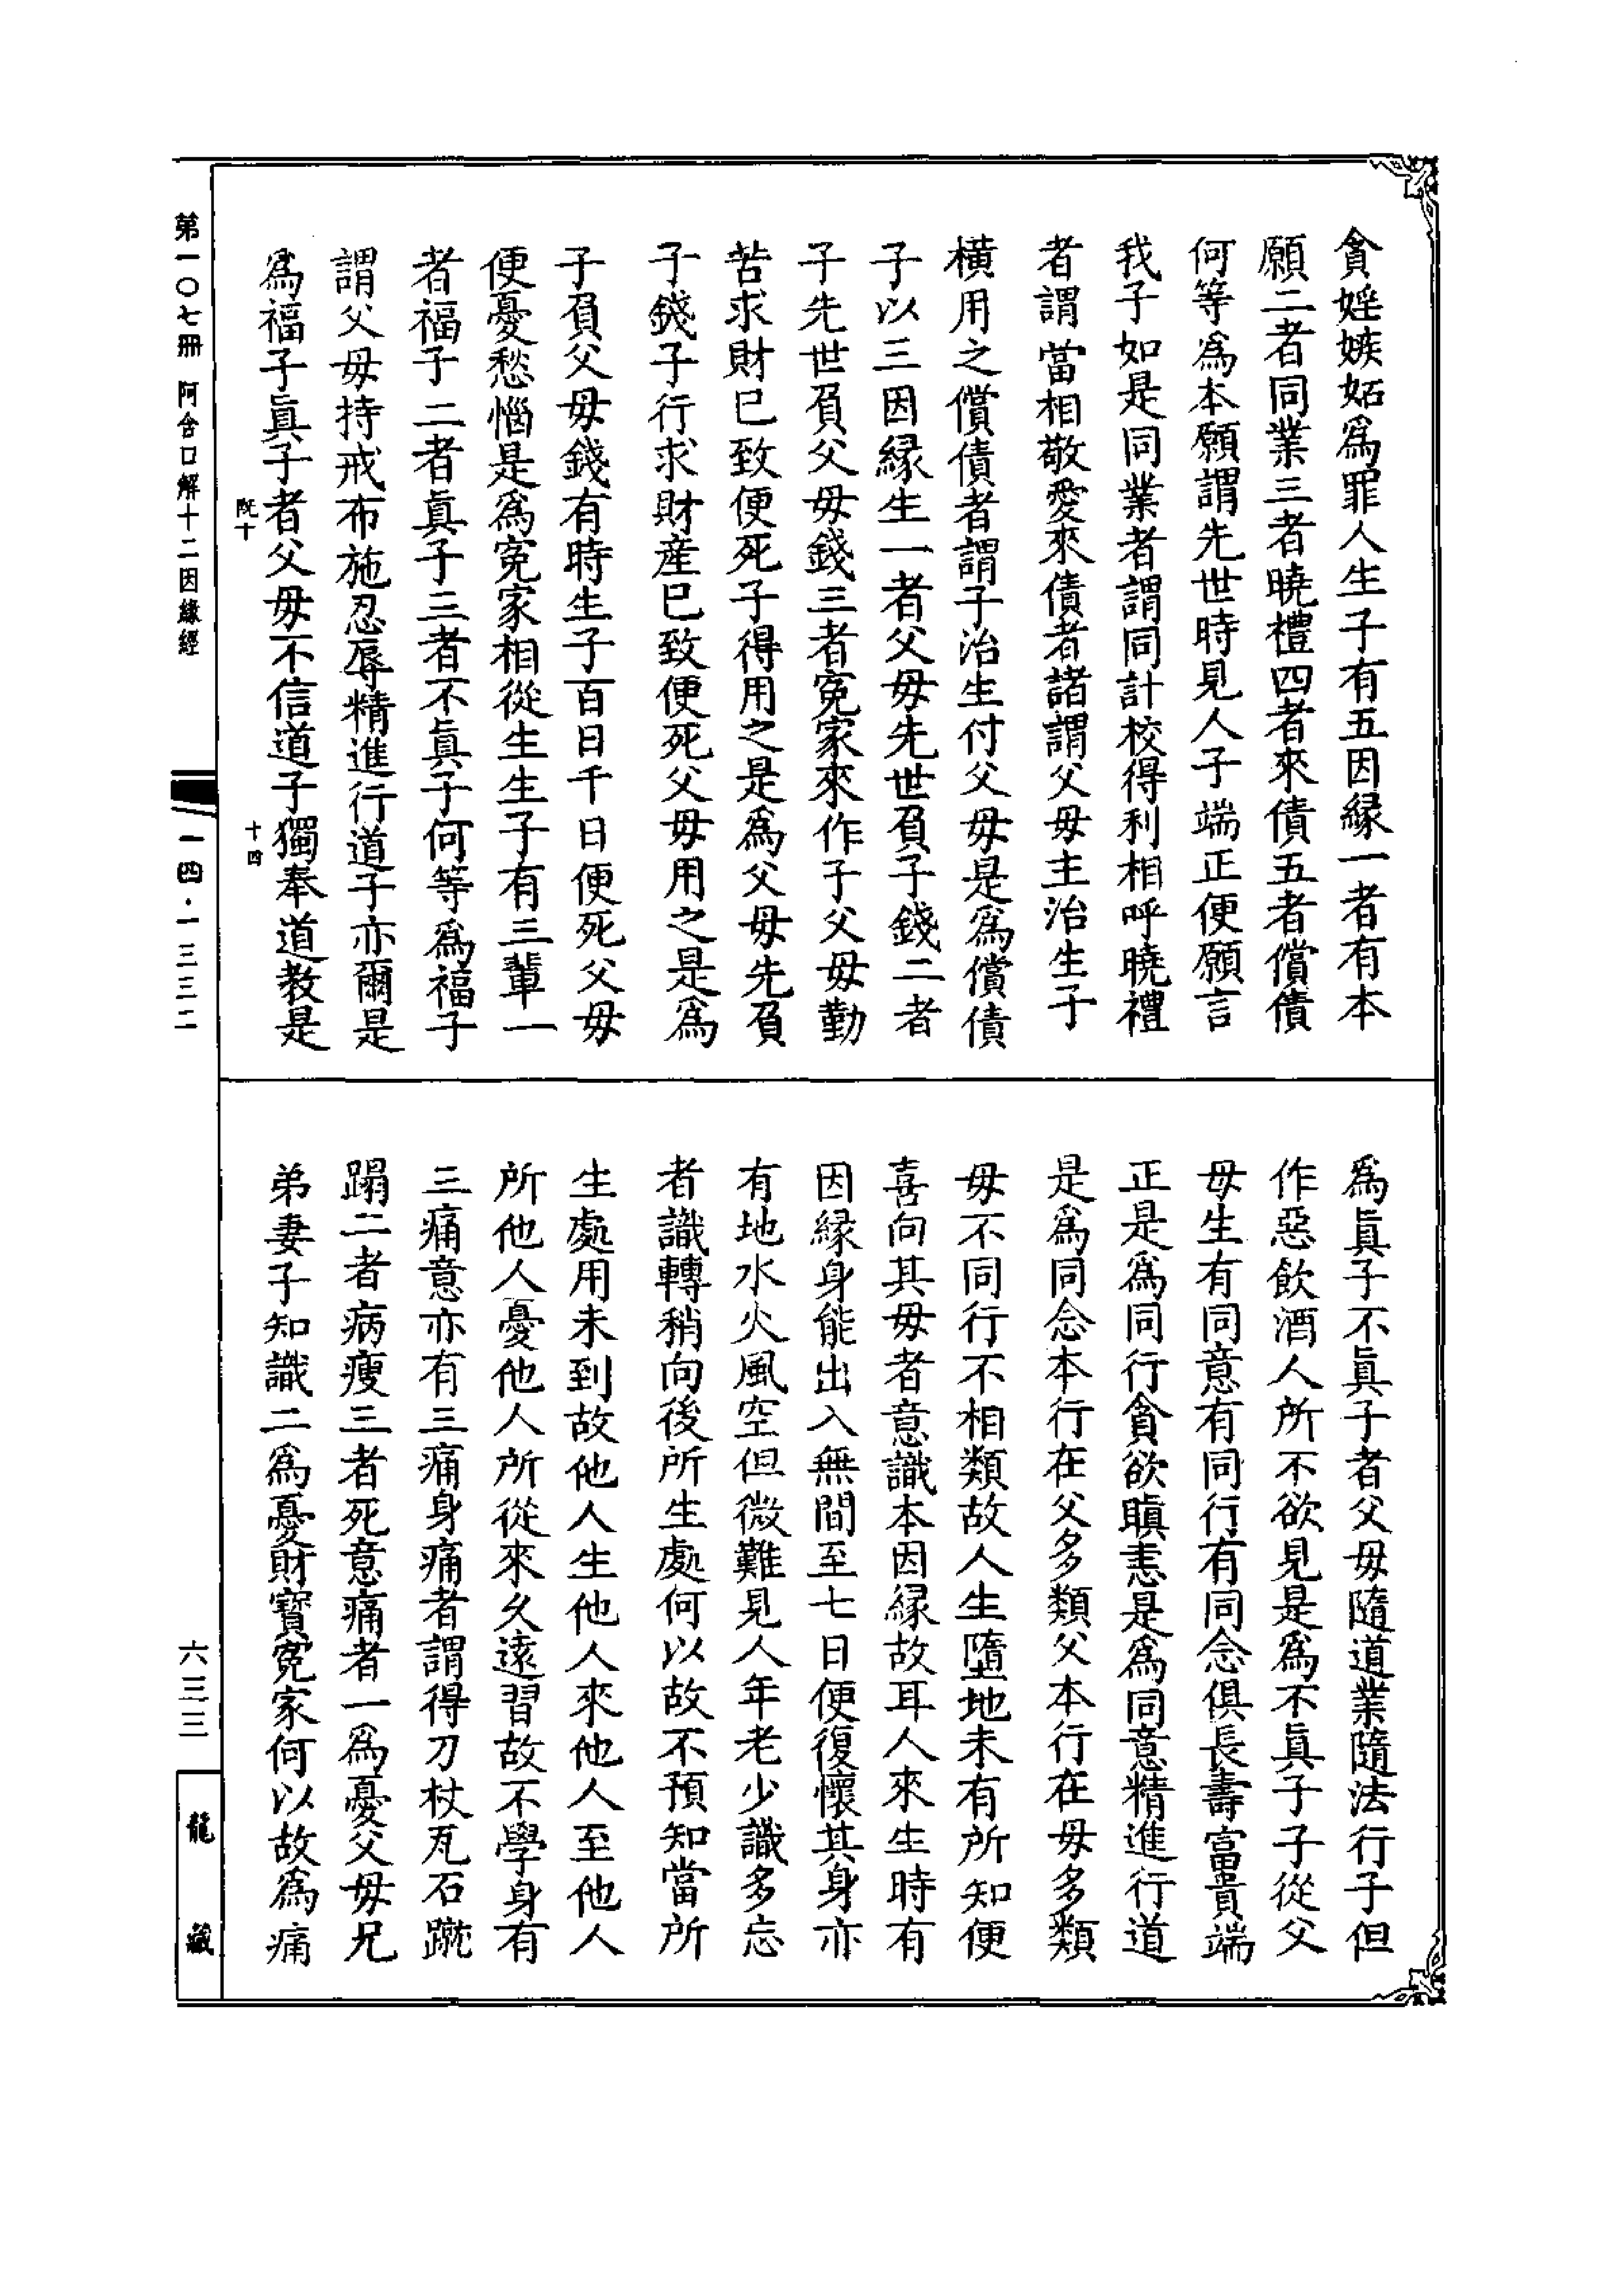 貪婬嫉妬爲罪人生子有五因縁一者有本
願二者同業三者曉禮四者來債五者償債
何等爲本願謂先世時見人子端正便願言
我子如是同業者謂同計校得利相呼曉禮
者謂當相敬愛來債者諸謂父毋主治生子
橫用之償債者謂子治生付父毋是爲償債
子以三因縁生一者父毋先世負子錢二者
子先世負父毋錢三者寃家來作子父毋勤
苦求財巳致便死子得用之是爲父毋先負
子錢子行求財産巳致便死父毋用之是爲
子負父毋錢有時生子百日千日便死父毋
便憂愁惱是爲寃家相從生生子有三輩一
者福子二者眞子三者不眞子何等爲福子
謂父毋持戒布施忍辱精進行道子亦爾是
爲福子眞子者父毋不信道子獨奉道教是
阮十
十四
爲眞子不眞子者父毋隨道業隨法行子但
作惡飲酒人所不欲見是爲不眞子子從父
毋生有同意有同行有同念俱長壽富貴端
正是爲同行貪欲瞋恚是爲同意精進行道
是爲同念本行在父多類父本行在毋多類
毋不同行不相類故人生墮地未有所知便
喜向其毋者意識本因縁故耳人來生時有
因縁身能出入無間至七日便復懷其身亦
有地水火風空但微難見人年老少識多忘
者識轉稍向後所生處何以故不預知當所
生處用未到故他人生他人來他人至他人
所他人憂他人所從來久遠習故不學身有
三痛意亦有三痛身痛者謂得刀杖瓦石蹴
蹋二者病瘦三者死意痛者一爲憂父毋兄
弟妻子知識二爲憂財寶寃家何以故爲痛
第一〇七冊 阿含口解十二因緣經
一四·一三三二
六三三
龍藏